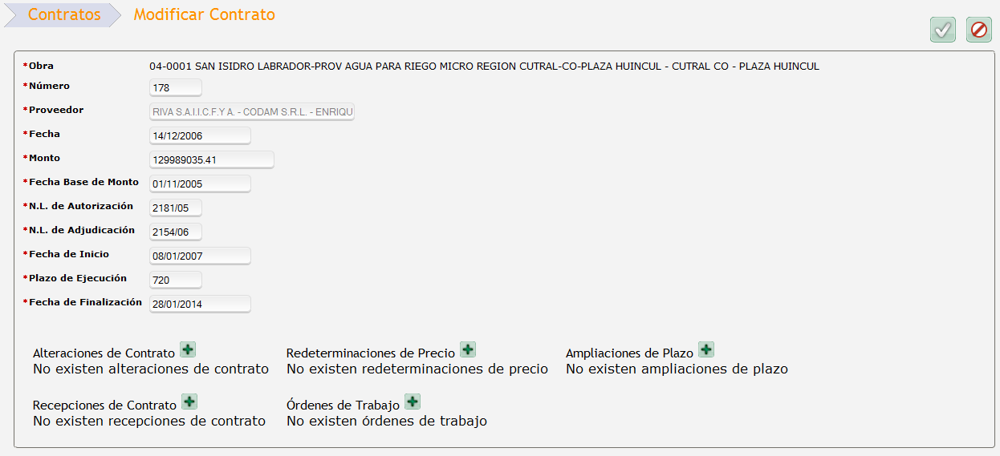 Contratos Modificar Contrato
*Obra 04-0001 SAN ISIDRO LABRADOR-PROV AGUA PARA RIEGO MICRO REGION CUTRAL-CO-PLAZA HUINCUL - CUTRAL CO - PLAZA HUINCUL
*Número 178
*Proveedor RIVA S.A.I.I.C.F.Y A. - CODAM S.R.L. - ENRIQU
*Fecha 14/12/2006
*Monto 129989035.41
*Fecha Base de Monto 01/11/2005
*N.L. de Autorización 2181/05
*N.L. de Adjudicación 2154/06
*Fecha de Inicio 08/01/2007
*Plazo de Ejecución 720
*Fecha de Finalización 28/01/2014
Alteraciones de Contrato Redeterminaciones de Precio Ampliaciones de Plazo
No existen alteraciones de contrato No existen redeterminaciones de precio No existen ampliaciones de plazo
Recepciones de Contrato Órdenes de Trabajo
No existen recepciones de contrato No existen órdenes de trabajo